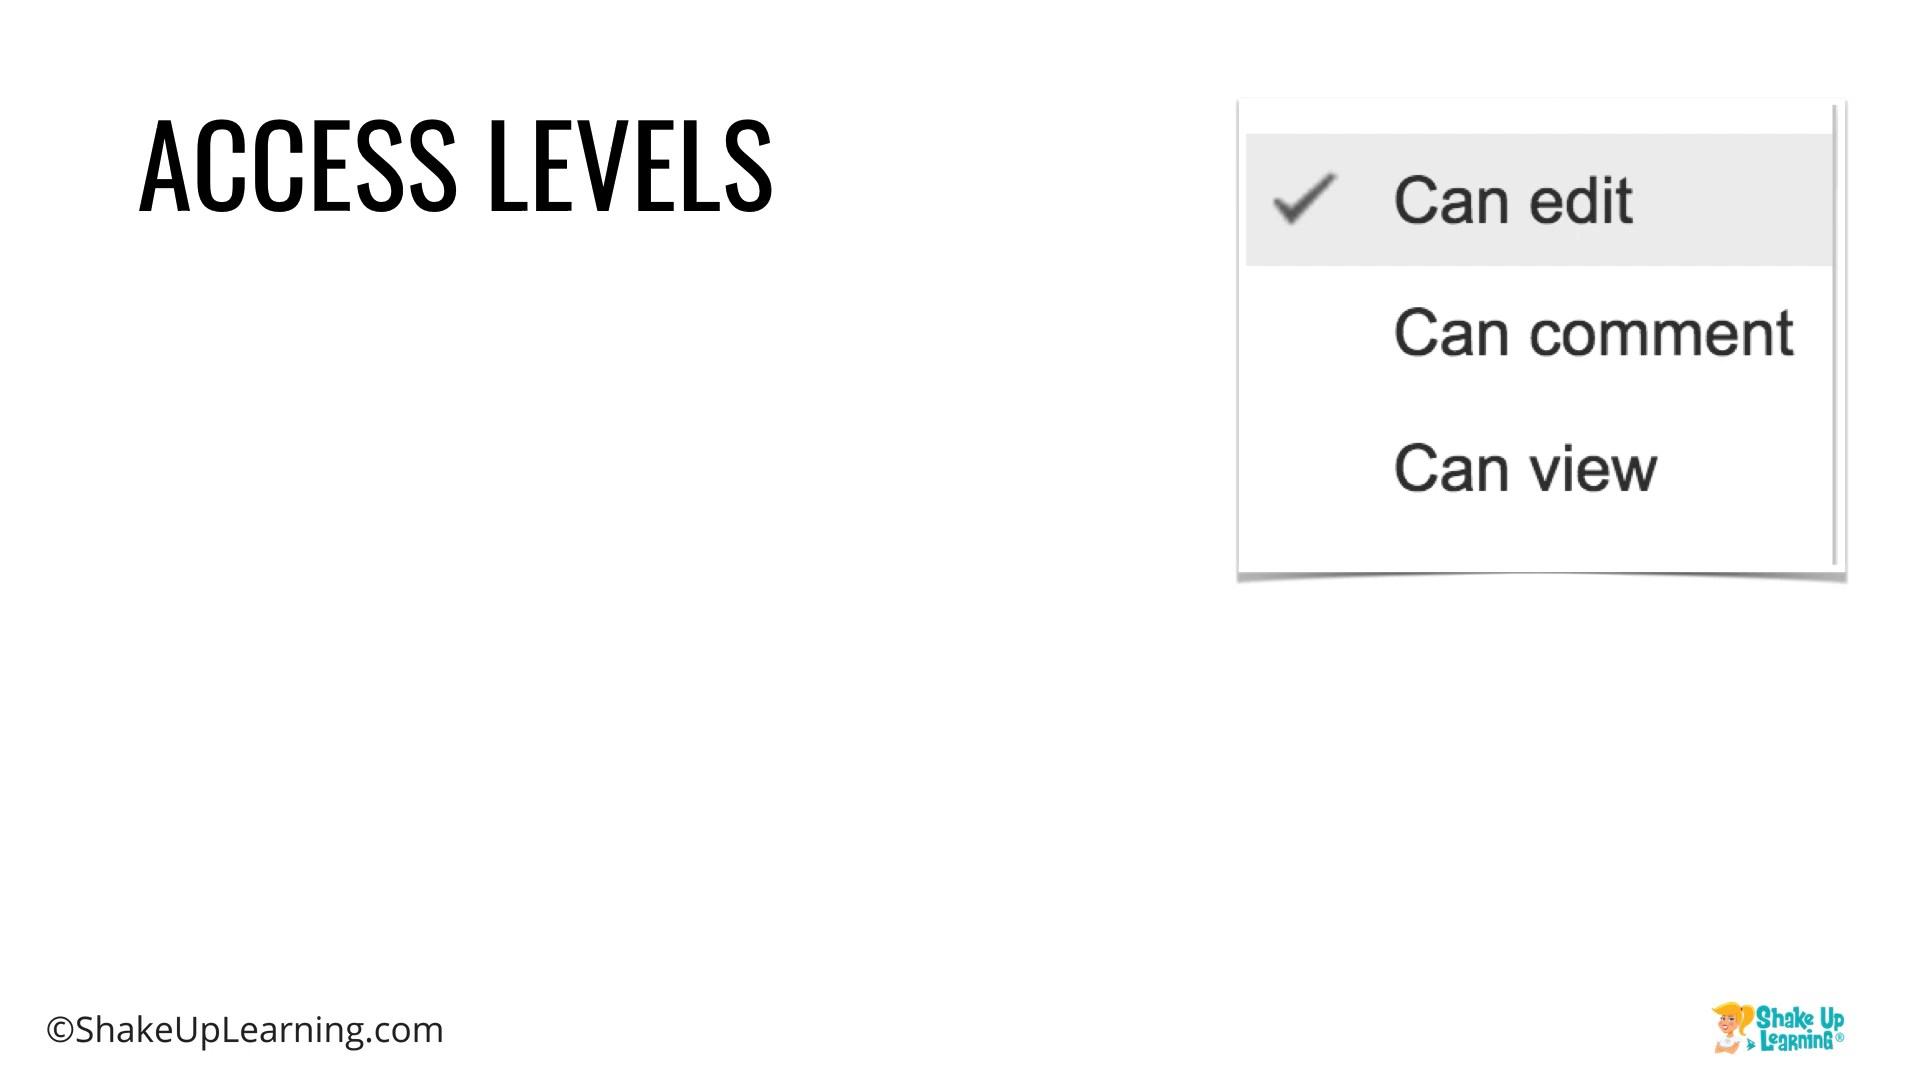 ACCESS LEVELS
Can edit
Can comment
Can view
©ShakeUpLearning.com
Shake Up
Learning®